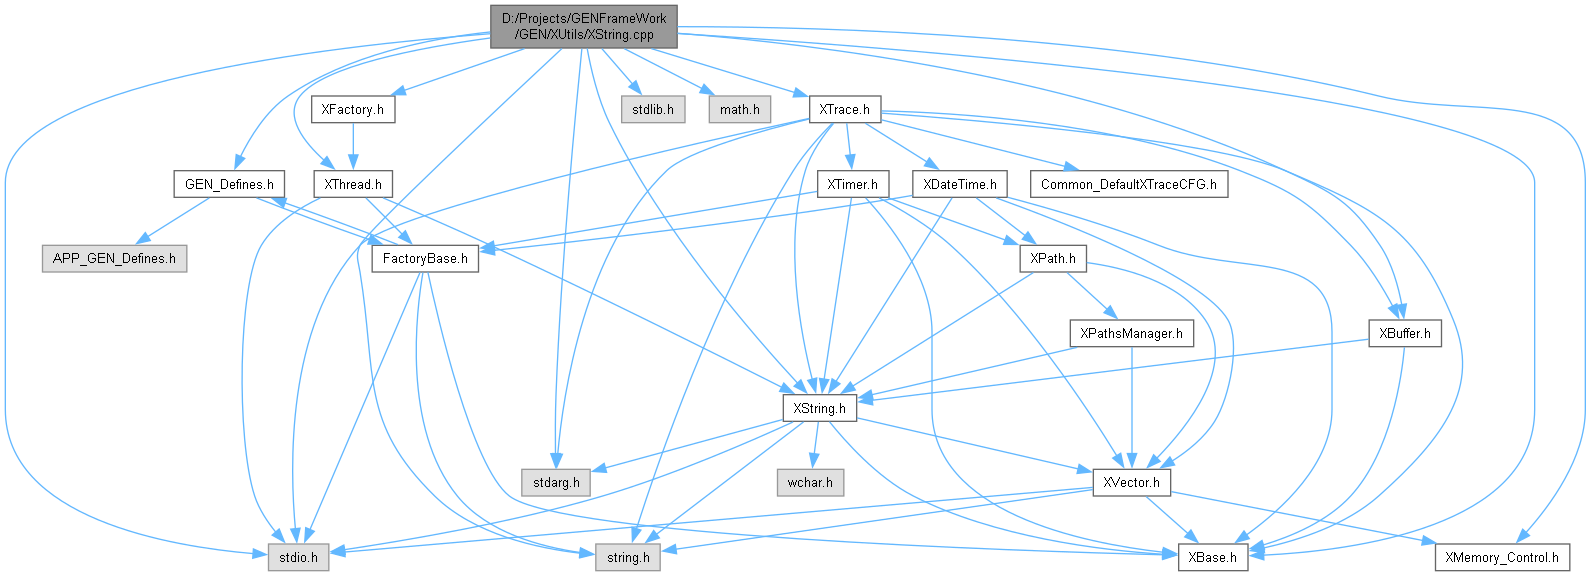 D:/Projects/GENFrameWork
/GEN/XUtils/XString.cpp
XFactory.h
stdlib.h
math.h
XTrace.h
GEN_Defines.h
XThread.h
XTimer.h
XDateTime.h
Common_DefaultXTraceCFG.h
APP_GEN_Defines.h
FactoryBase.h
XPath.h
XPathsManager.h
XBuffer.h
XString.h
stdarg.h
wchar.h
XVector.h
stdio.h
string.h
XBase.h
XMemory_Control.h